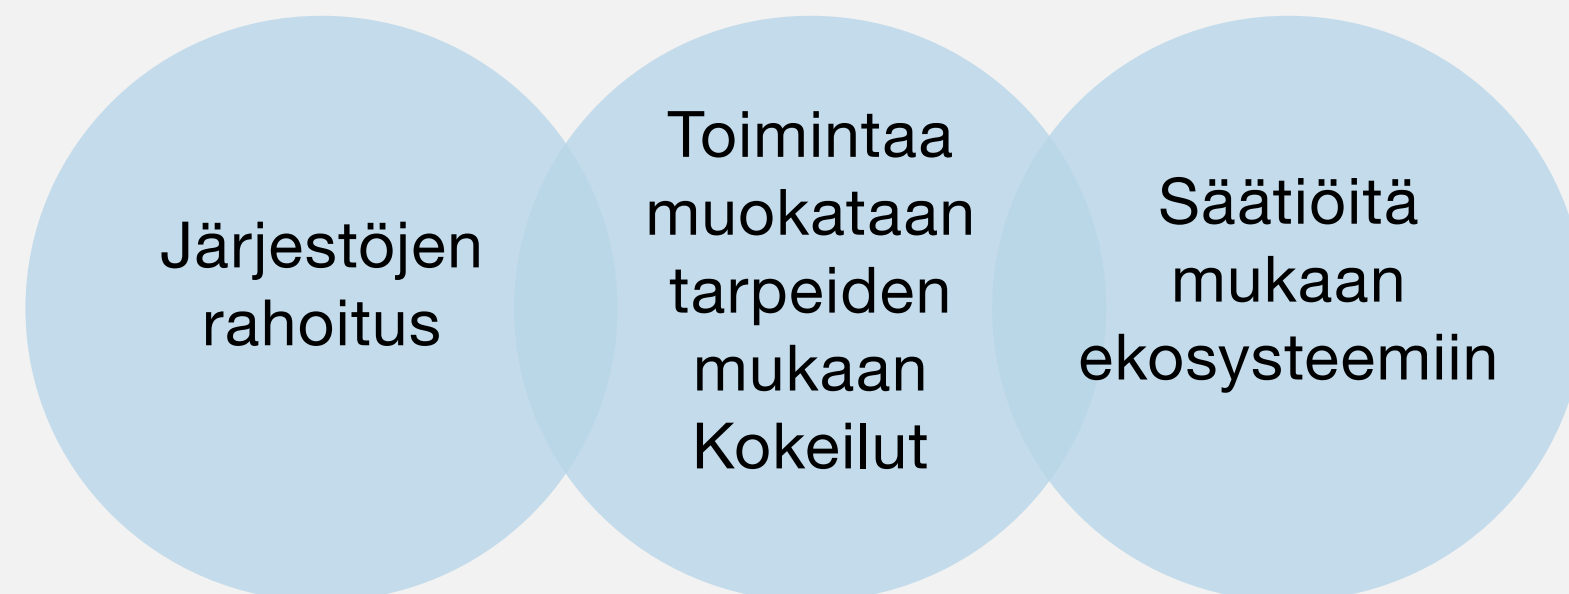 Järjestöjen
rahoitus
Toimintaa
muokataan
tarpeiden
mukaan
Kokeilut
Säätiöitä
mukaan
ekosysteemiin